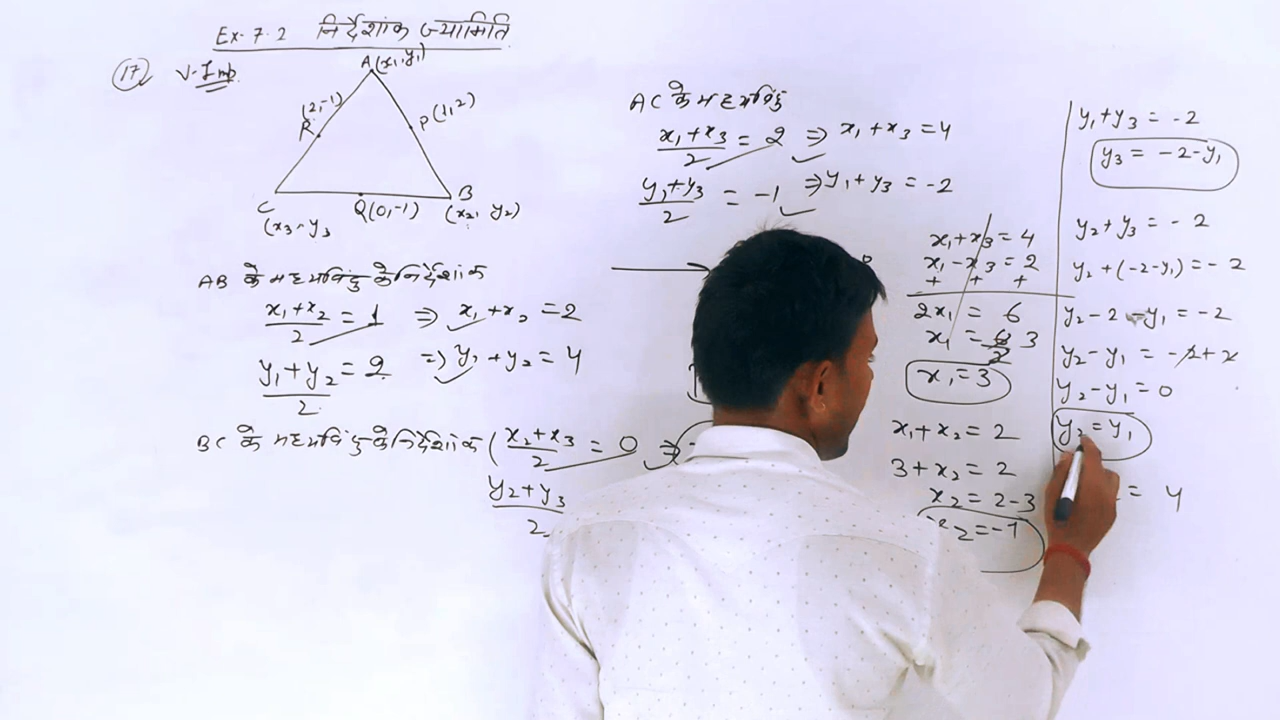 Ex-7.2 निर्देशांक ज्यामिति
17 V-Imp
A(x₁, y₁)
(2,-1)
R
P(1,2)
C
Q(0,-1)
B
(x₃, y₃
(x₂, y₂)
AB के मध्यबिंदु के निर्देशांक
x₁+x₂/2 = 1 ⇒ x₁+x₂ = 2
y₁+y₂/2 = 2 ⇒ y₁+y₂ = 4
BC के मध्यबिंदु के निर्देशांक (x₂+x₃/2 = 0 ⇒
y₂+y₃/2
AC के मध्यबिंदु
x₁+x₃/2 = 2 ⇒ x₁+x₃ = 4
y₁+y₃/2 = -1 ⇒ y₁+y₃ = -2
x₁+x₃ = 4
x₁-x₃ = 2
+ + +
2x₁ = 6
x₁ = 6/2 3
x₁ = 3
x₁+x₂ = 2
3+x₂ = 2
x₂ = 2-3
x₂ = -1
y₁+y₃ = -2
y₃ = -2-y₁
y₂+y₃ = -2
y₂+(-2-y₁) = -2
y₂-2-y₁ = -2
y₂-y₁ = -2+2
y₂-y₁ = 0
y₂ = y₁
= 4